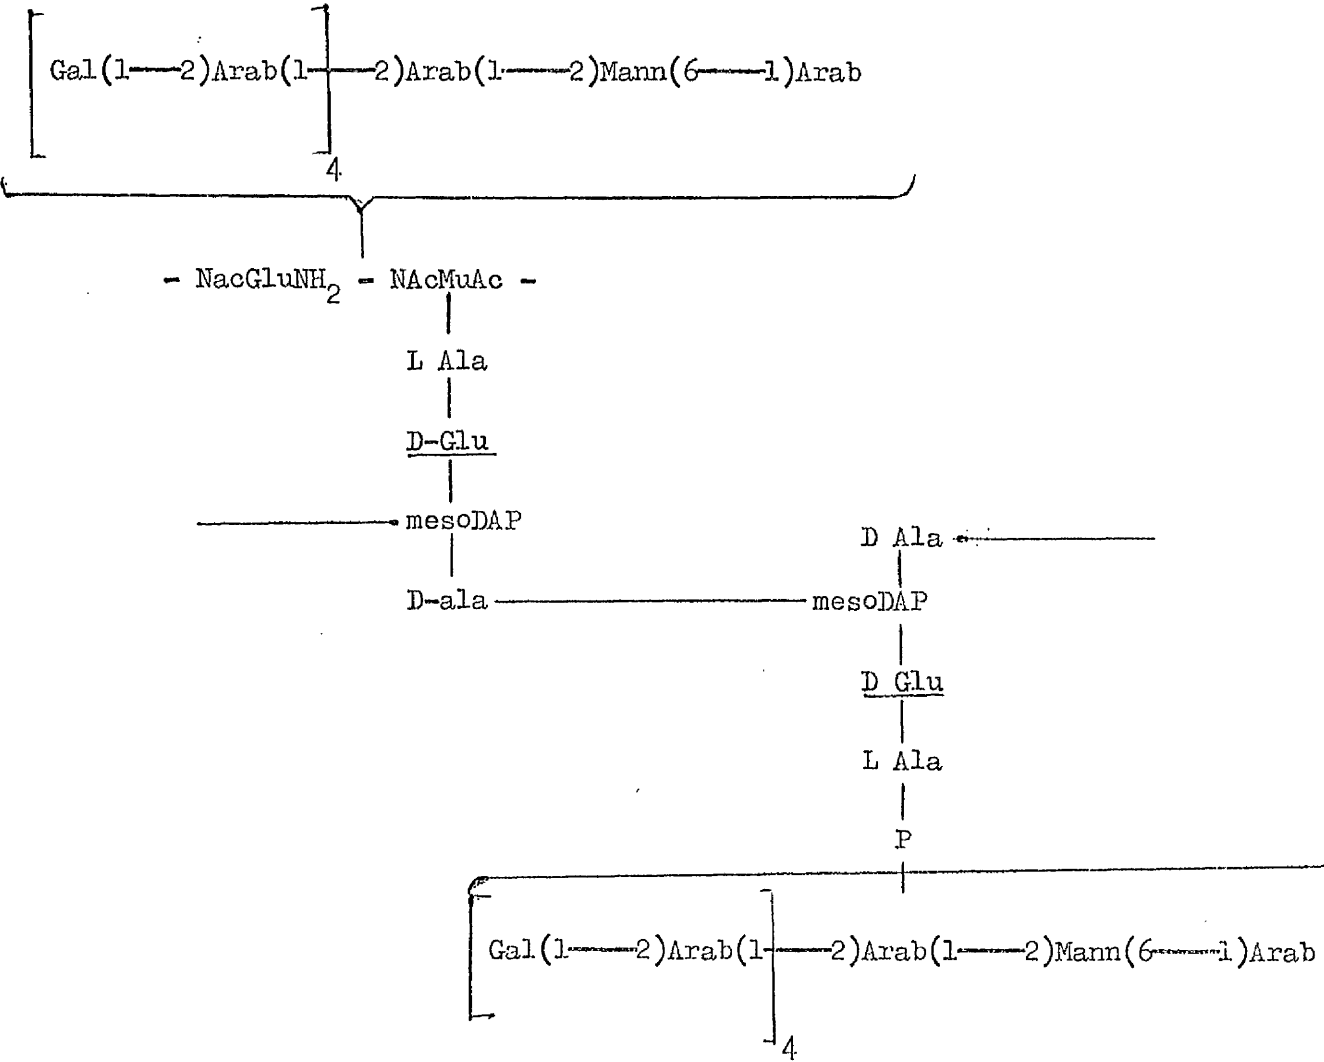 Gal(1—2)Arab(1—2)Arab(1—2)Mann(6—1)Arab
4
- NacGluNH2 - NAcMuAc -
L Ala
D-Glu
mesoDAP
D Ala
D-ala
mesoDAP
D Glu
L Ala
P
Gal(1—2)Arab(1—2)Arab(1—2)Mann(6—1)Arab
4